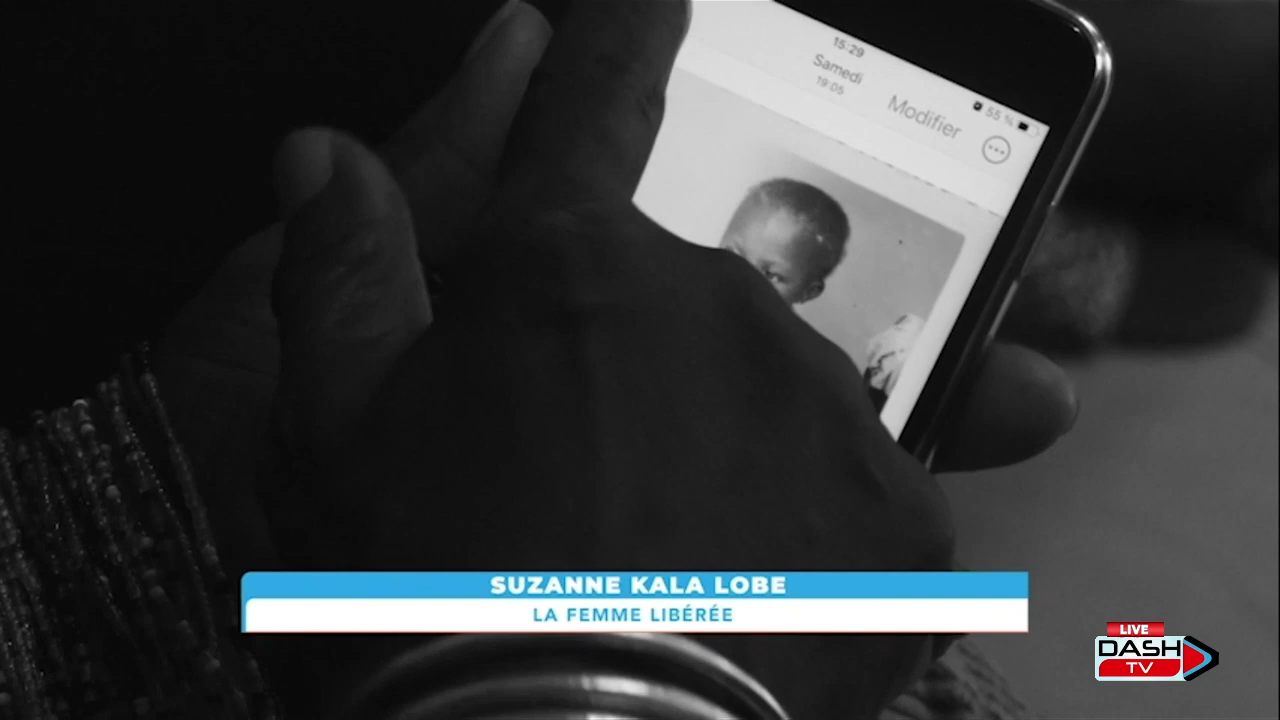 15:29
55 %
Samedi
19:05
Modifier
SUZANNE KALA LOBE
LA FEMME LIBÉRÉE
LIVE
DASH
TV